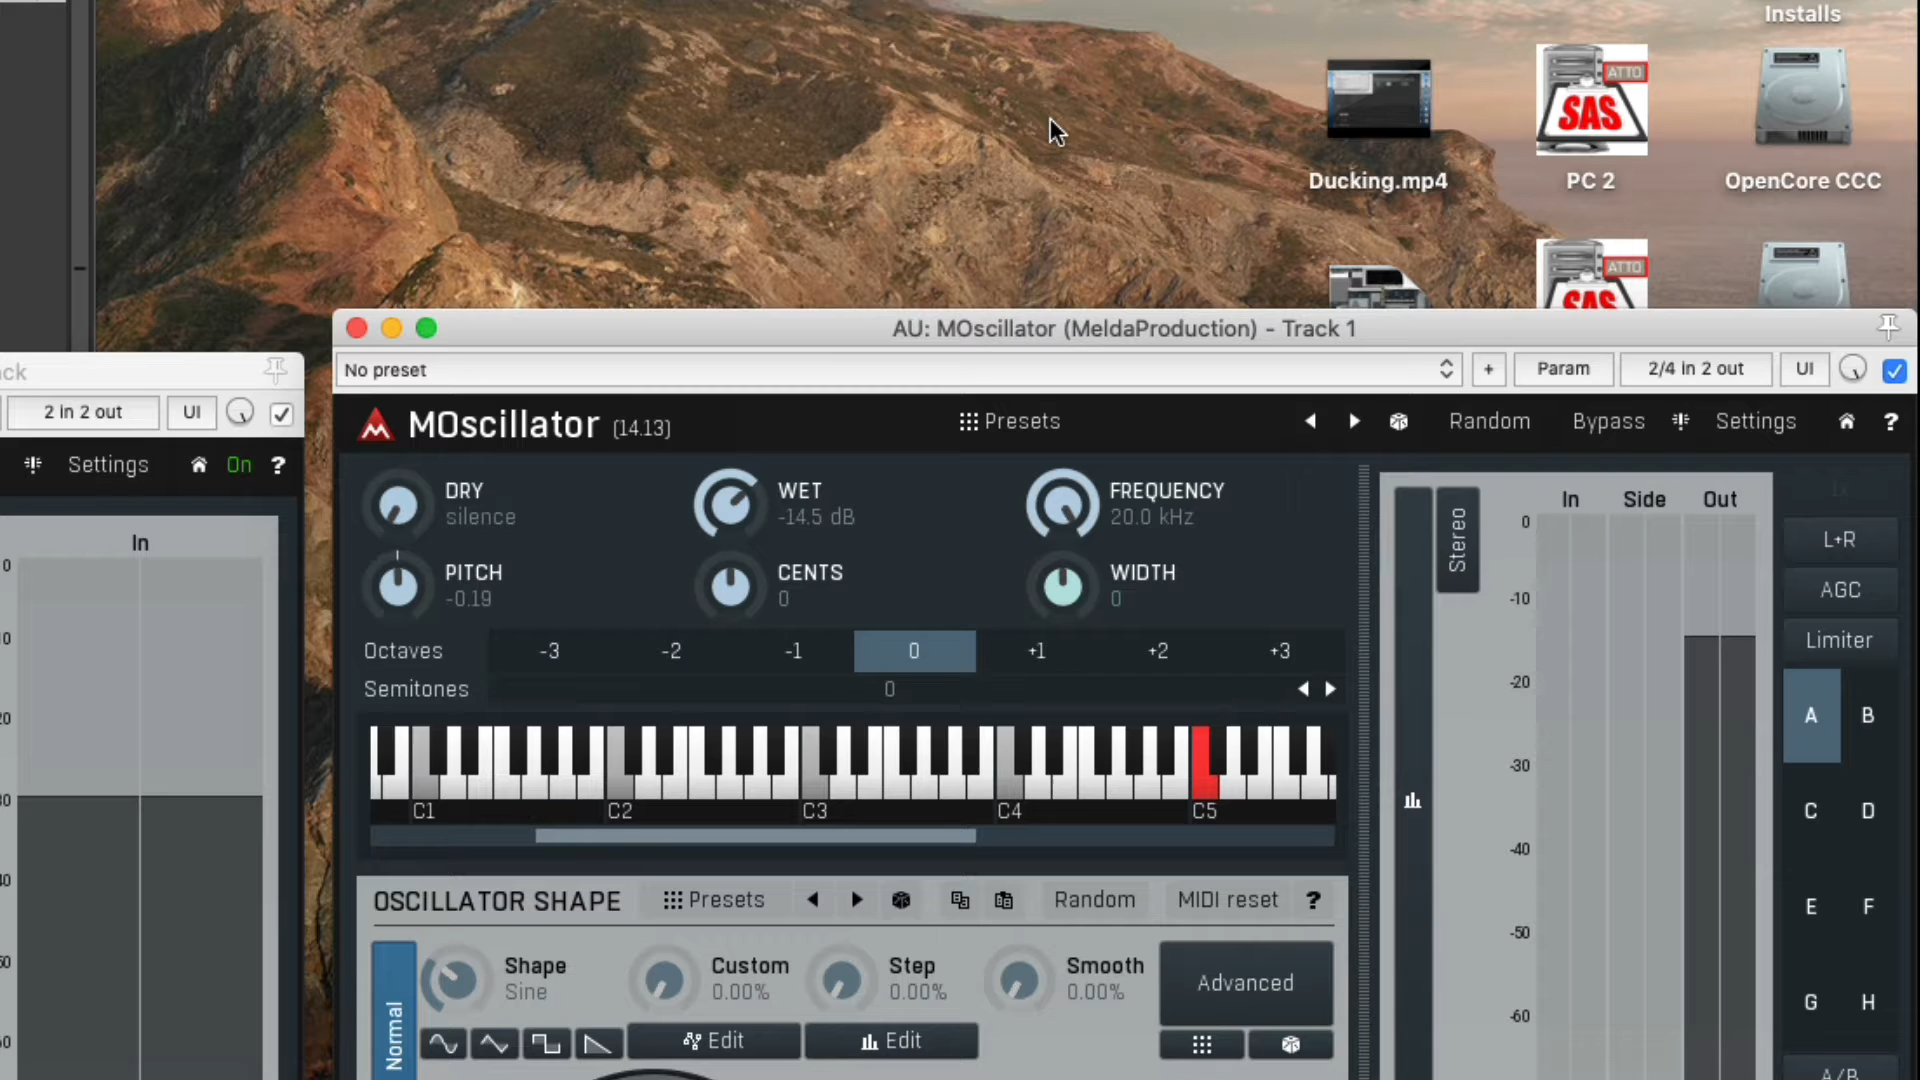 Installs
ATTO
SAS
Ducking.mp4
PC 2
OpenCore CCC
ATTO
SAS
AU: MOscillator (MeldaProduction) - Track 1
No preset
+
Param
2/4 in 2 out
UI
ck
2 in 2 out
UI
Settings
On
?
In
MOscillator (14.13)
Presets
Random
Bypass
Settings
?
DRY
silence
WET
-14.5 dB
FREQUENCY
20.0 kHz
PITCH
-0.19
CENTS
0
WIDTH
0
Octaves
-3
-2
-1
0
+1
+2
+3
Semitones
0
C1
C2
C3
C4
C5
OSCILLATOR SHAPE
Presets
Random
MIDI reset
?
Normal
Shape
Sine
Custom
0.00%
Step
0.00%
Smooth
0.00%
Advanced
Edit
Edit
Stereo
In
Side
Out
0
-10
-20
-30
-40
-50
-60
L+R
AGC
Limiter
A
B
C
D
E
F
G
H
A/B